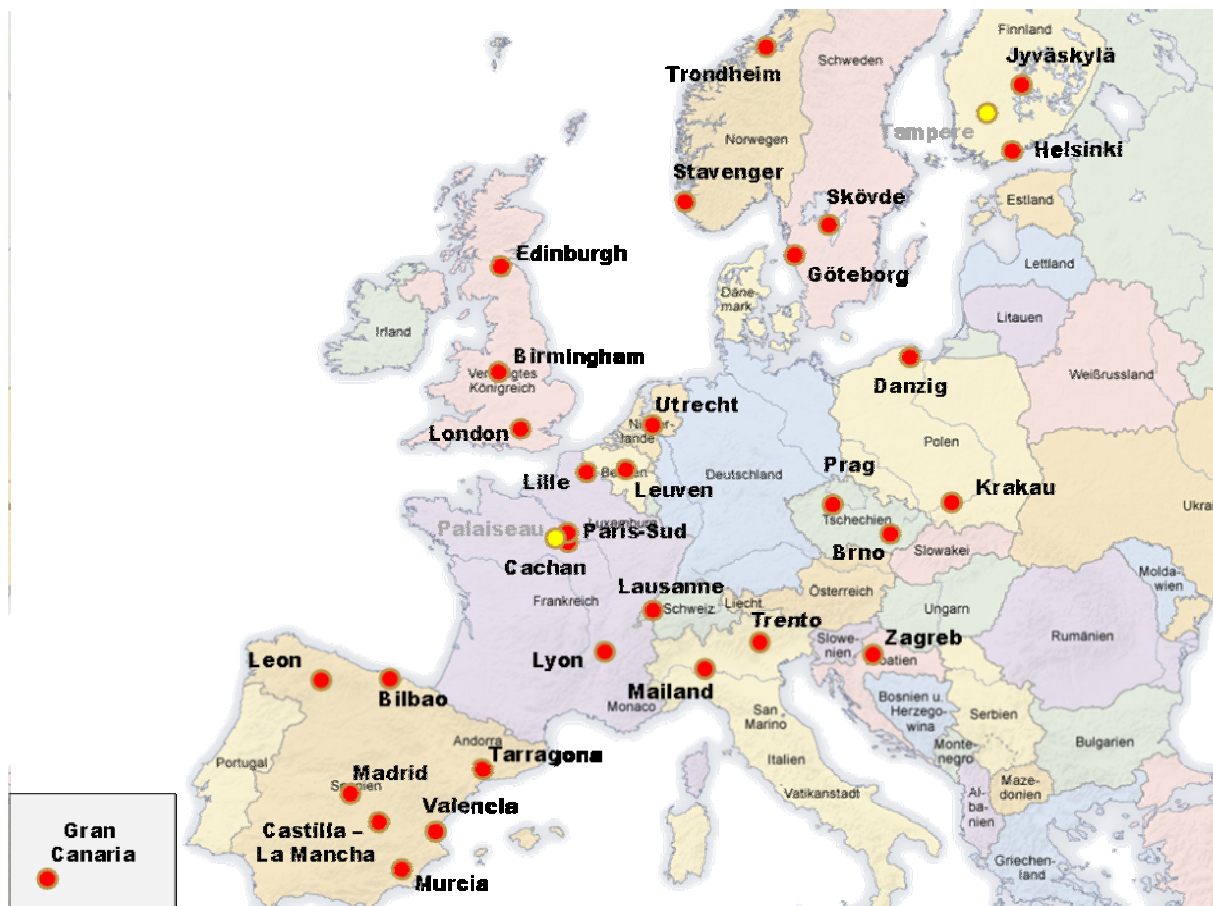 Finnland
Jyväskylä
Trondheim
Schweden
Tampere
Norwegen
Helsinki
Stavenger
Skövde
Estland
Edinburgh
Göteborg
Lettland
Däne-
mark
Litauen
Irland
Birmingham
Königreich
Danzig
Weißrussland
Utrecht
London
lande
Polen
Prag
Deutschland
Lille
Leuven
Krakau
Ukrai
Tschechien
Luxemburg
Palaiseau
Paris-Sud
Brno
Slowakei
Cachan
Moldа-
wien
Lausanne
Österreich
Frankreich
Schweiz
Liecht.
Ungarn
Trento
Rumänien
Slowe-
nien
Zagreb
oatien
Leon
Lyon
Mailand
Bilbao
Monaco
San
Marino
Bosnien u.
Herzego-
wina
Serbien
Andorra
Portugal
Tarragona
Italien
Monte-
negro
Bulgarien
Madrid
Vatikanstadt
Maze-
donien
Al-
ba-
nien
Valencia
Castilla –
La Mancha
Gran
Canaria
Griechen-
land
Murcia